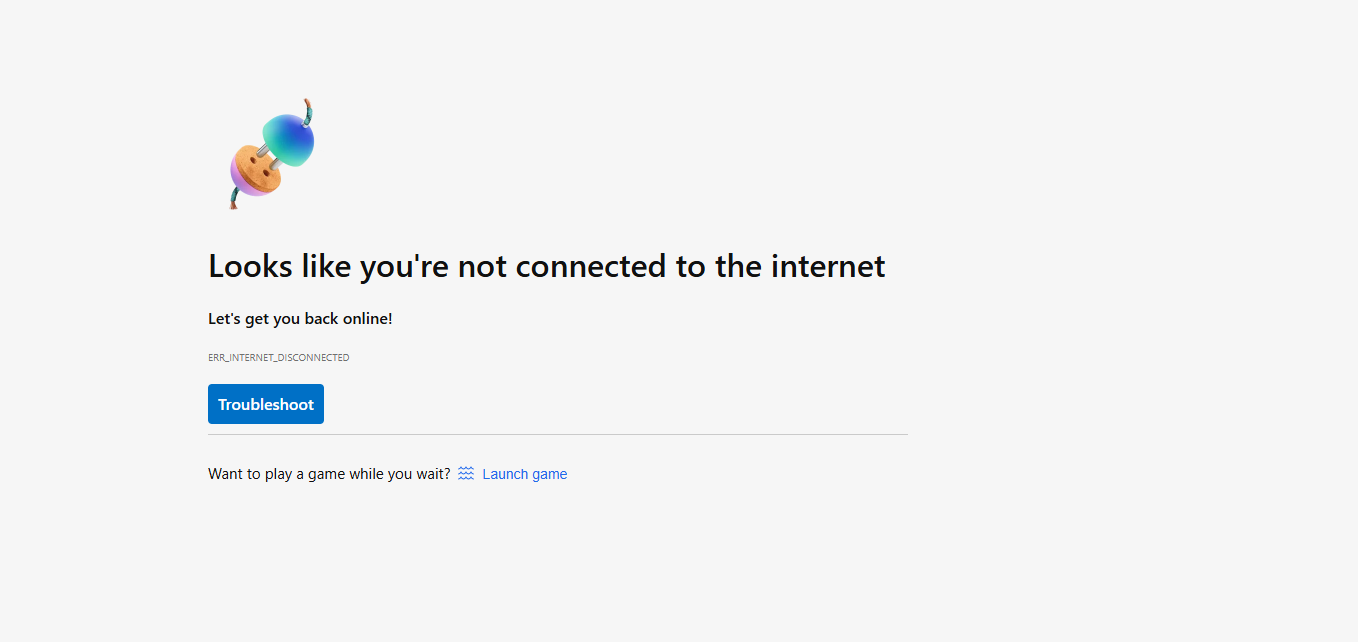 Looks like you're not connected to the internet
Let's get you back online!
ERR_INTERNET_DISCONNECTED
Troubleshoot
Want to play a game while you wait? Launch game